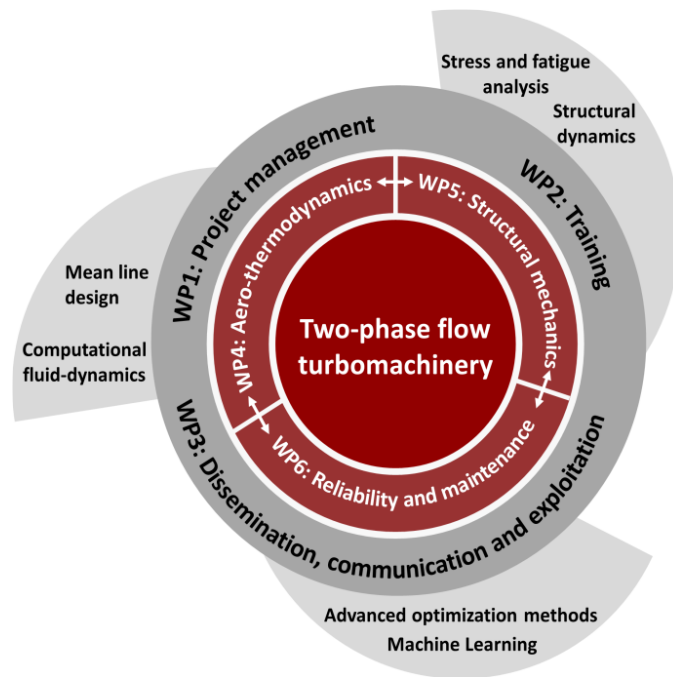 Stress and fatigue
analysis
Structural
dynamics
WP1: Project management
WP2: Training
WP4: Aero-thermodynamics
WP5: Structural mechanics
Mean line
design
Computational
fluid-dynamics
Two-phase flow
turbomachinery
WP6: Reliability and maintenance
WP3: Dissemination, communication and exploitation
Advanced optimization methods
Machine Learning